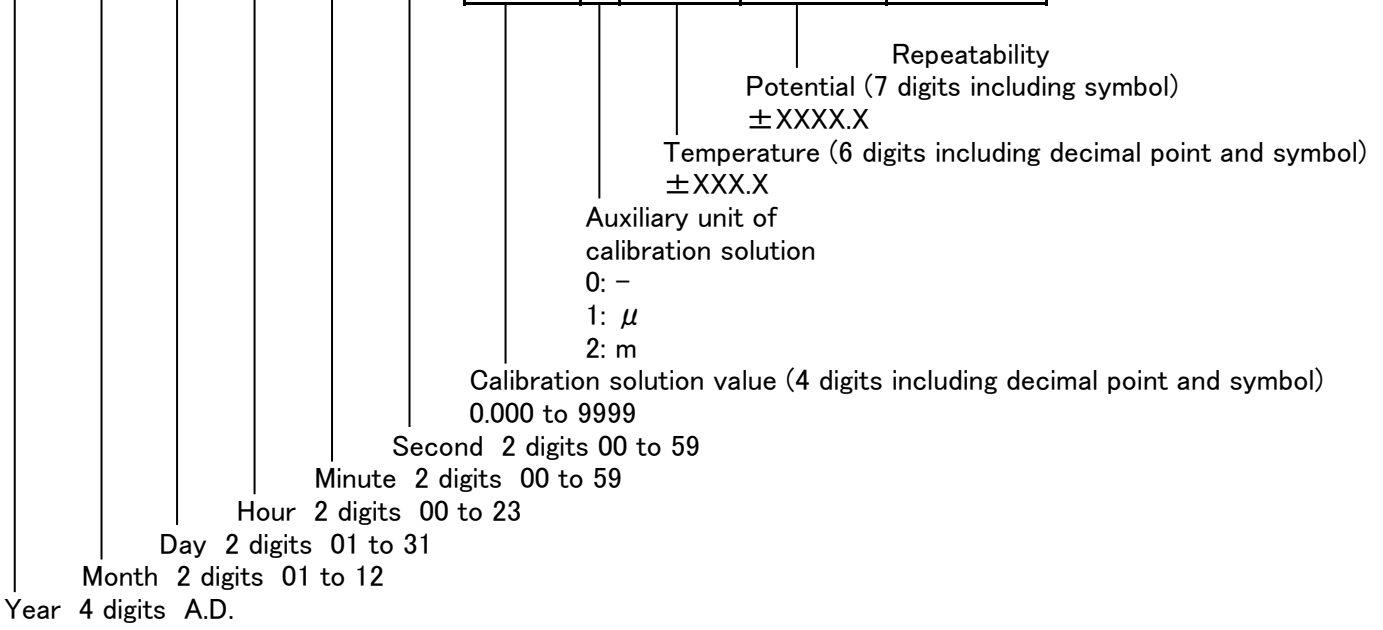 Repeatability
Potential (7 digits including symbol)
±XXXX.X
Temperature (6 digits including decimal point and symbol)
±XXX.X
Auxiliary unit of
calibration solution
0: −
1: μ
2: m
Calibration solution value (4 digits including decimal point and symbol)
0.000 to 9999
Second 2 digits 00 to 59
Minute 2 digits 00 to 59
Hour 2 digits 00 to 23
Day 2 digits 01 to 31
Month 2 digits 01 to 12
Year 4 digits A.D.